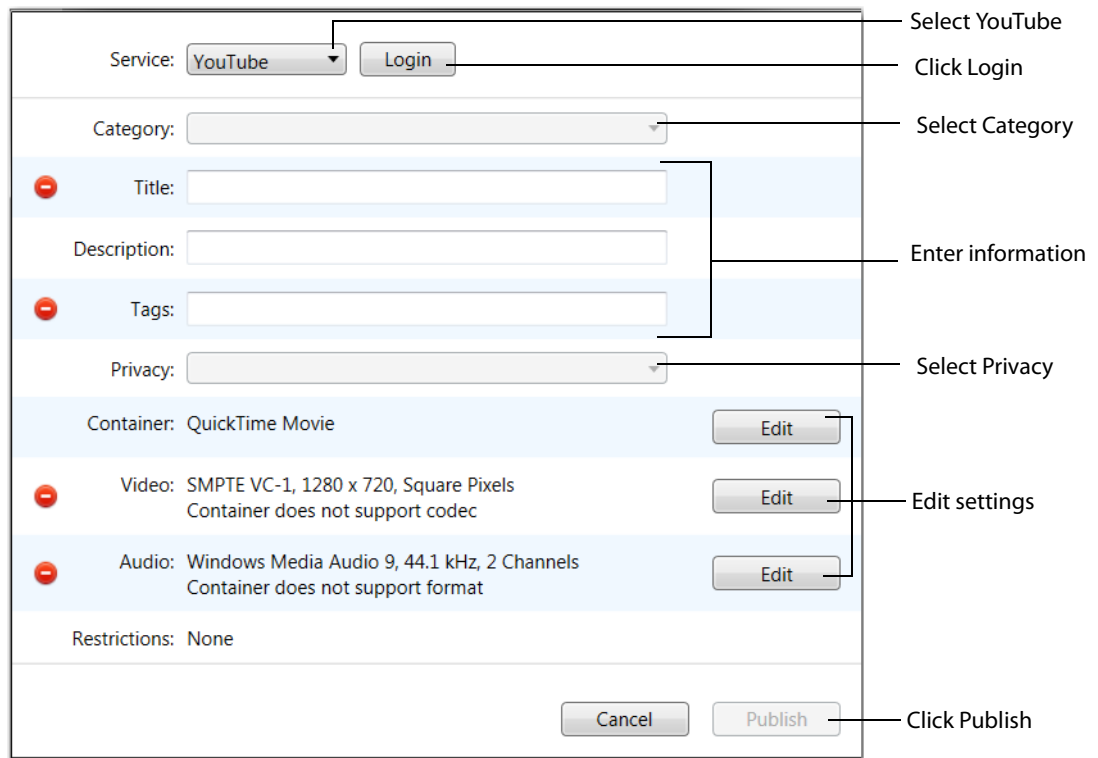 Select YouTube
Service: YouTube Login
Click Login
Category:
Select Category
Title:
Description:
Enter information
Tags:
Privacy:
Select Privacy
Container: QuickTime Movie
Edit
Video: SMPTE VC-1, 1280 x 720, Square Pixels
Container does not support codec
Edit
Edit settings
Audio: Windows Media Audio 9, 44.1 kHz, 2 Channels
Container does not support format
Edit
Restrictions: None
Cancel
Publish
Click Publish